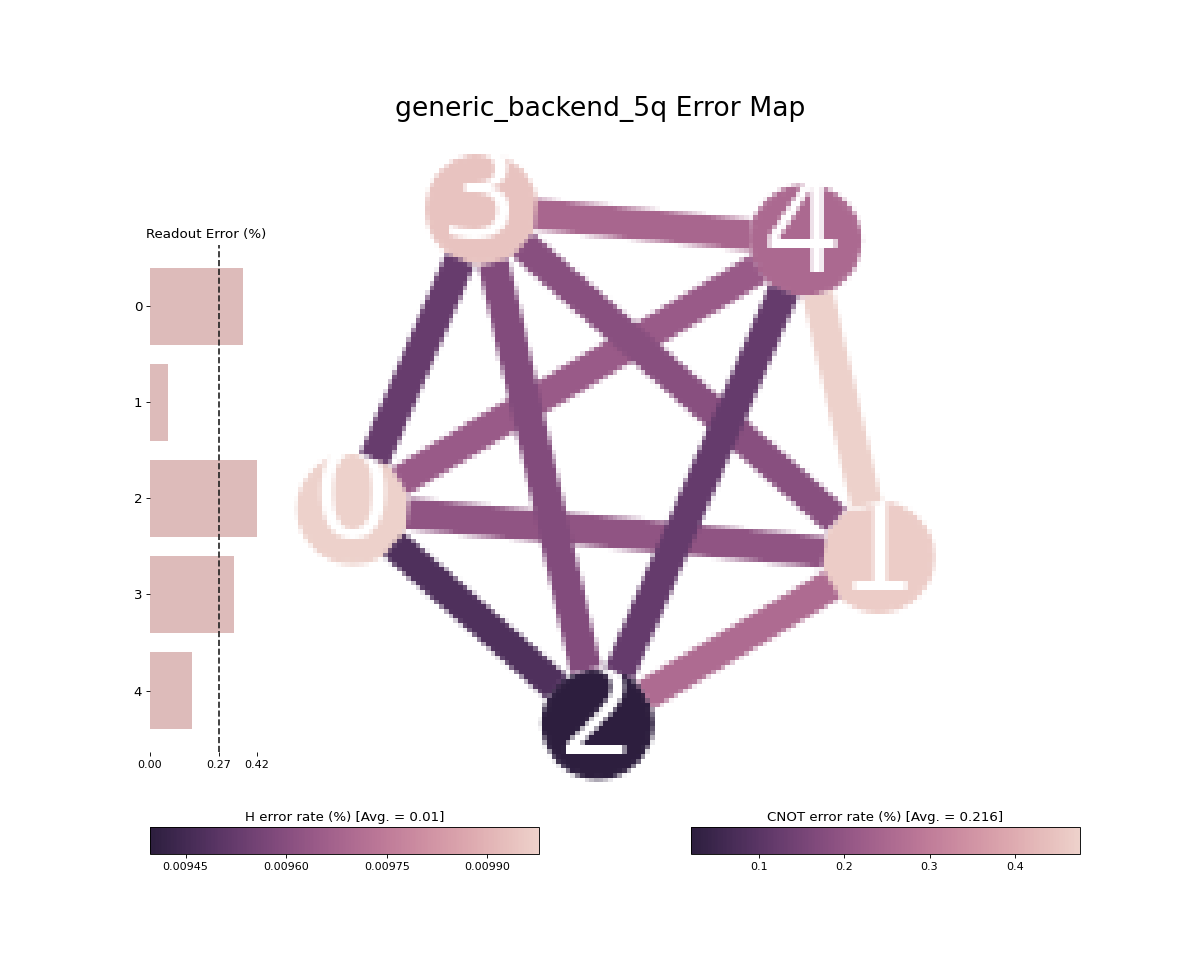 generic_backend_5q Error Map
3
4
Readout Error (%)
0
1
2
3
4
0.00 0.27 0.42
0
1
2
H error rate (%) [Avg. = 0.01]
0.00945 0.00960 0.00975 0.00990
CNOT error rate (%) [Avg. = 0.216]
0.1 0.2 0.3 0.4